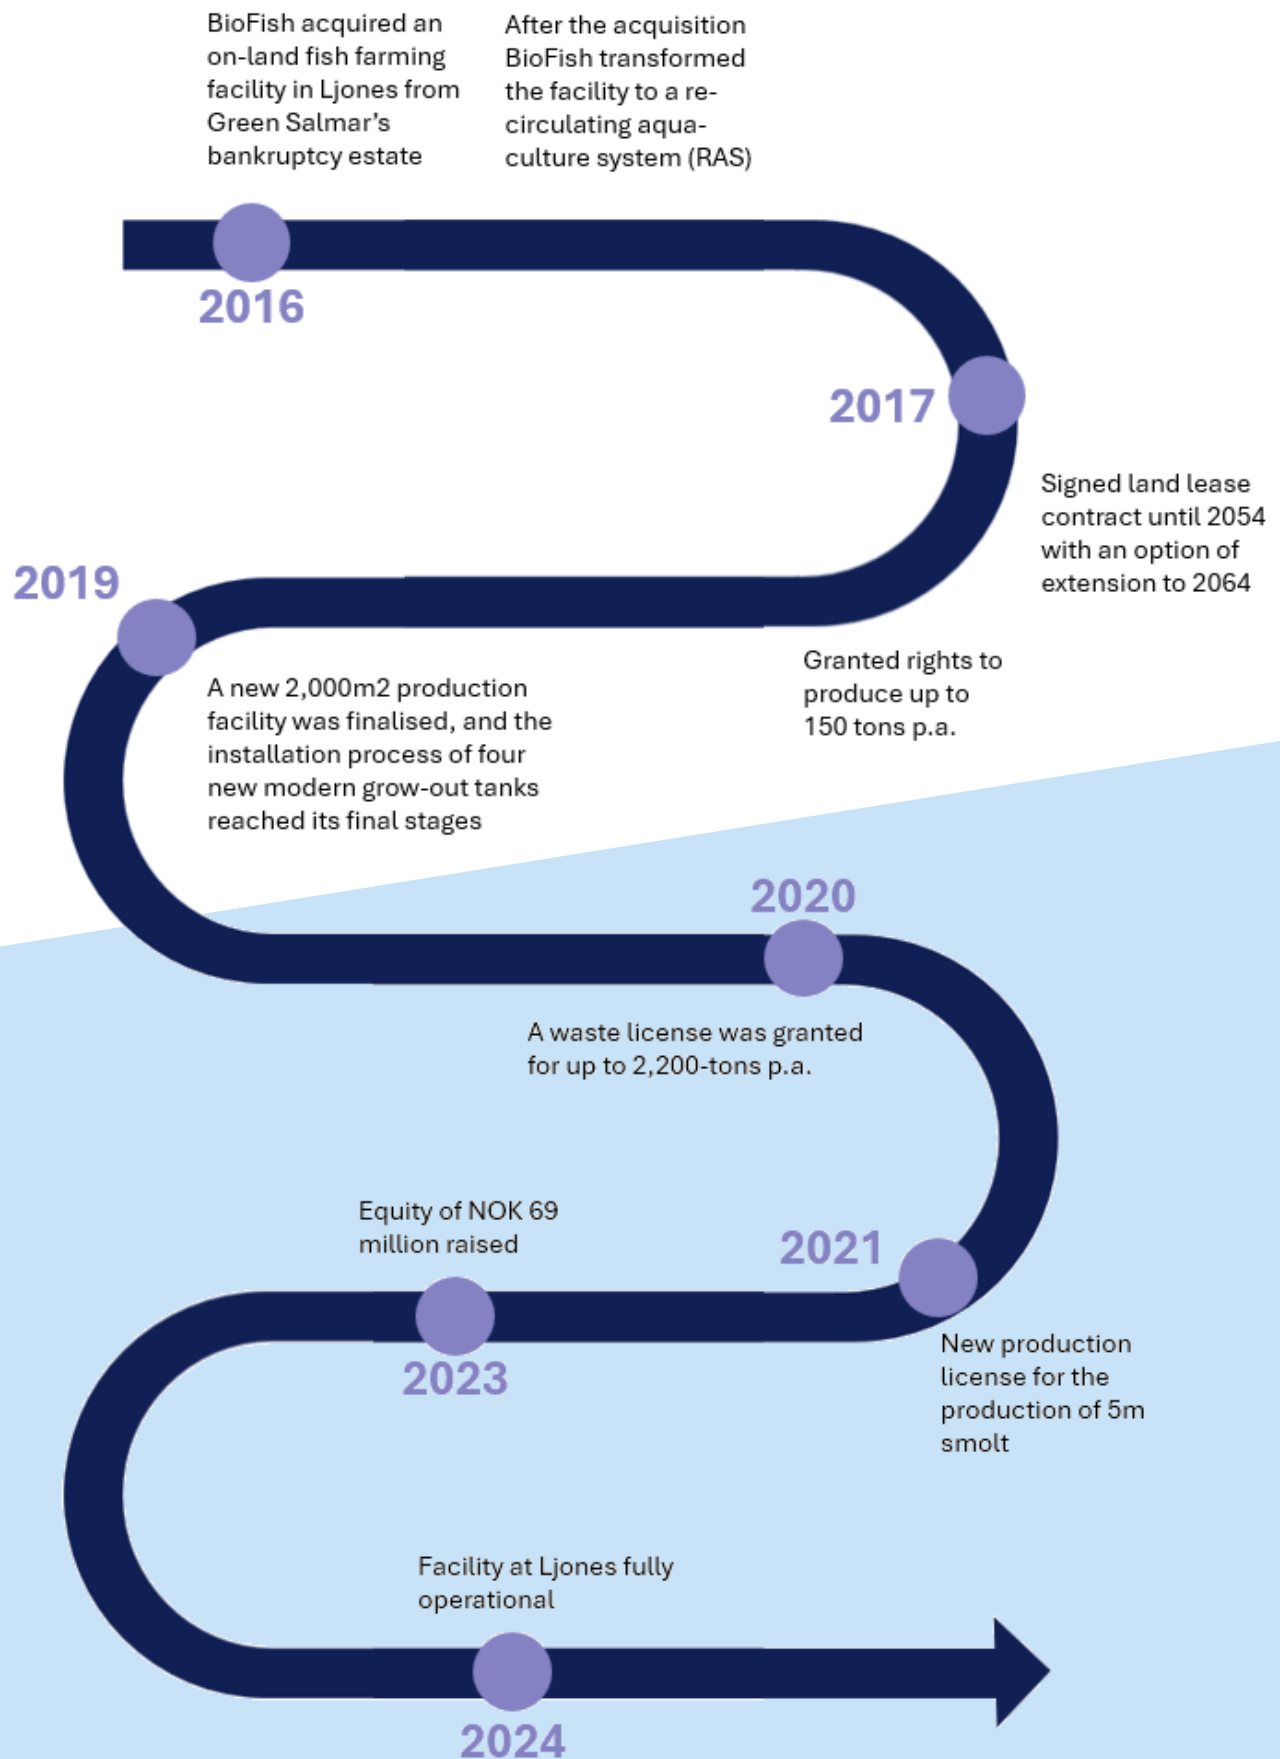 BioFish acquired an
on-land fish farming
facility in Ljones from
Green Salmar's
bankruptcy estate
After the acquisition
BioFish transformed
the facility to a re-
circulating aqua-
culture system (RAS)
2016
2017
Signed land lease
contract until 2054
with an option of
extension to 2064
Granted rights to
produce up to
150 tons p.a.
2019
A new 2,000m2 production
facility was finalised, and the
installation process of four
new modern grow-out tanks
reached its final stages
2020
A waste license was granted
for up to 2,200-tons p.a.
2021
New production
license for the
production of 5m
smolt
Equity of NOK 69
million raised
2023
Facility at Ljones fully
operational
2024